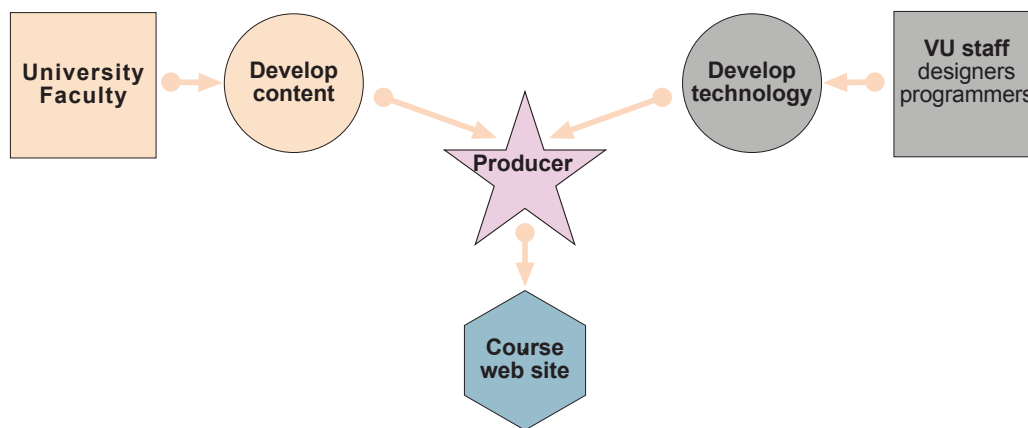 University
Faculty
Develop
content
Producer
Develop
technology
VU staff
designers
programmers
Course
web site